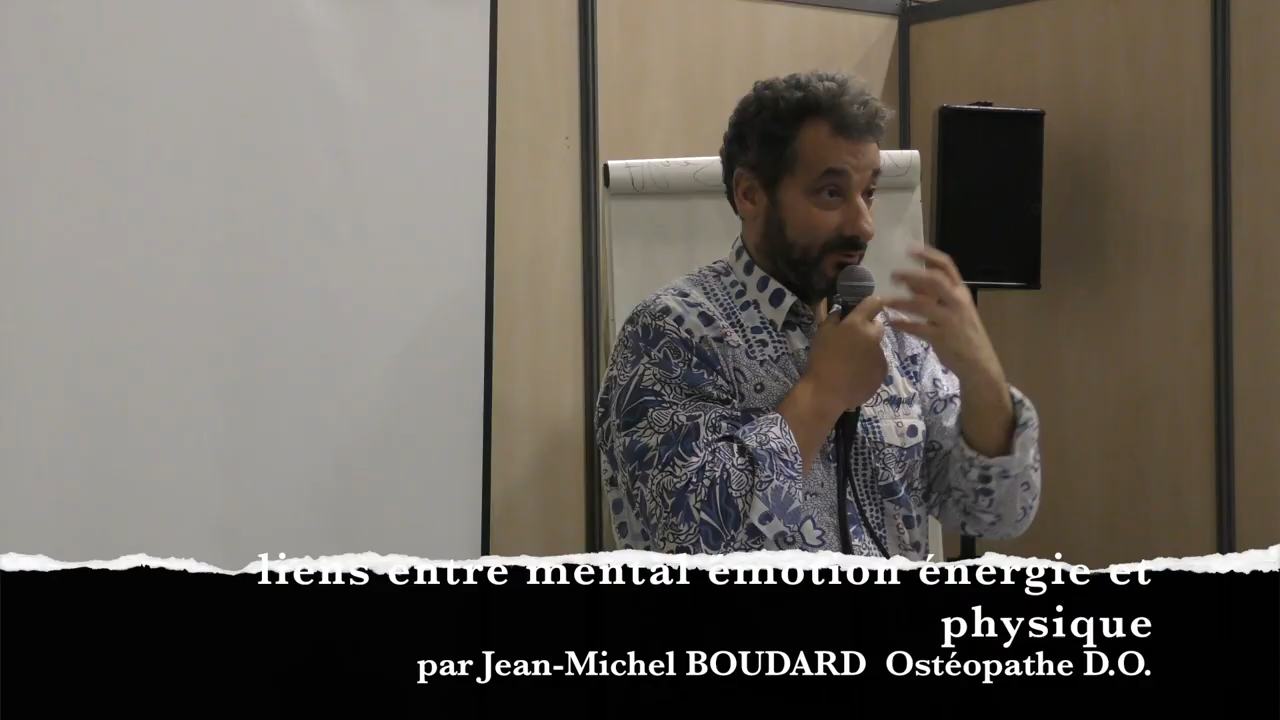 liens entre mental émotion énergie et
physique
par Jean-Michel BOUDARD Ostéopathe D.O.